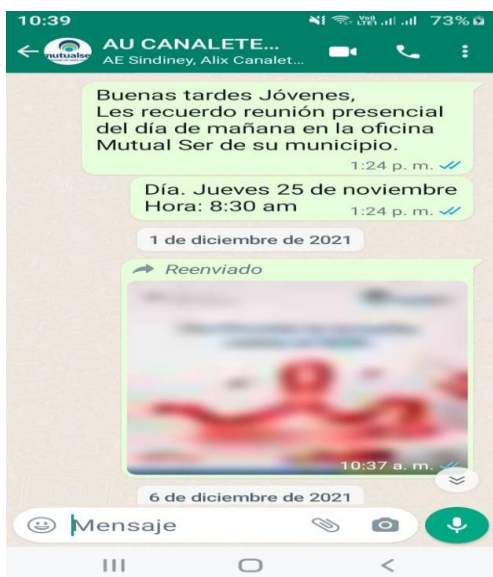 10:39
73%
AU CANALETE...
mutualser
AE Sindiney, Alix Canalet...
Buenas tardes Jóvenes,
Les recuerdo reunión presencial
del día de mañana en la oficina
Mutual Ser de su municipio.
1:24 p. m.
Día. Jueves 25 de noviembre
Hora: 8:30 am
1:24 p. m.
1 de diciembre de 2021
Reenviado
10:37 a. m.
6 de diciembre de 2021
Mensaje